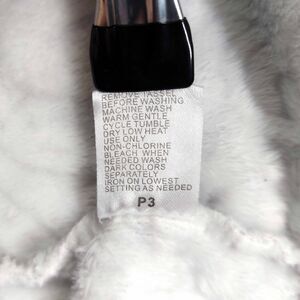 REMOVE TASSEL
BEFORE WASHING
MACHINE WASH
WARM GENTLE
CYCLE TUMBLE
DRY LOW HEAT
USE ONLY
NON-CHLORINE
BLEACH WHEN
NEEDED WASH
DARK COLORS
SEPARATELY
IRON ON LOWEST
SETTING AS NEEDED
P3